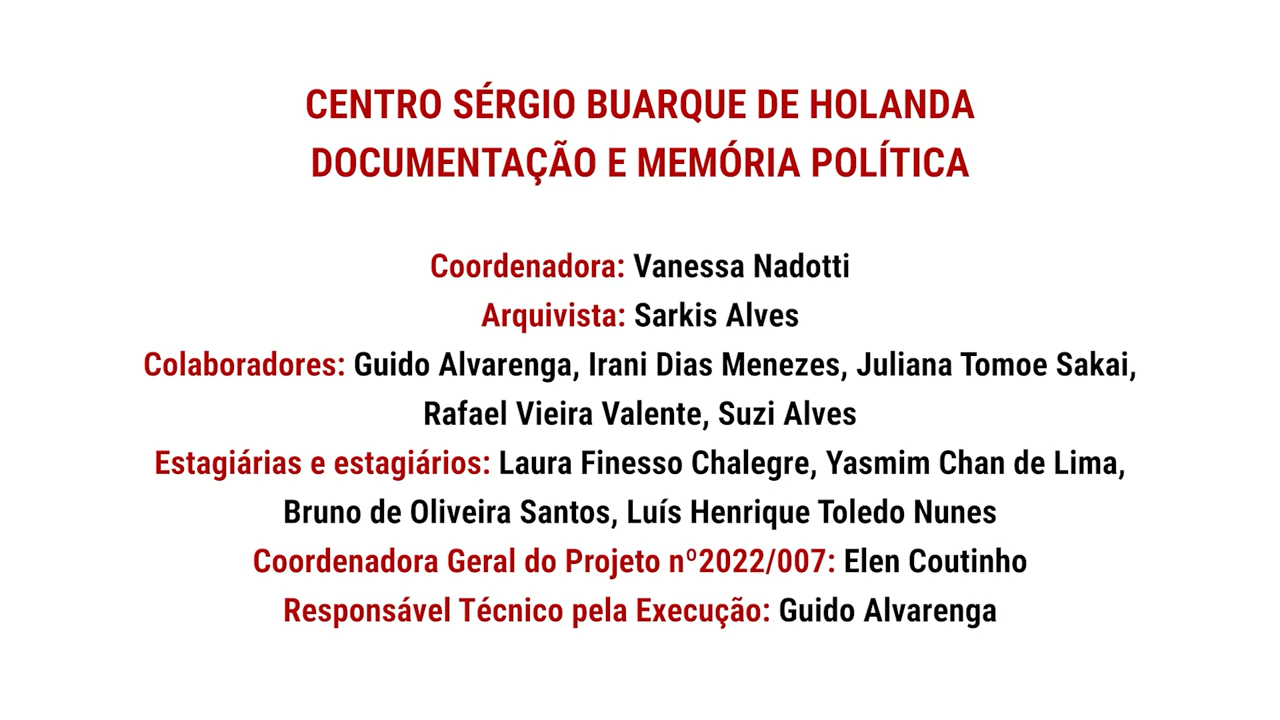 CENTRO SÉRGIO BUARQUE DE HOLANDA
DOCUMENTAÇÃO E MEMÓRIA POLÍTICA
Coordenadora: Vanessa Nadotti
Arquivista: Sarkis Alves
Colaboradores: Guido Alvarenga, Irani Dias Menezes, Juliana Tomoe Sakai,
Rafael Vieira Valente, Suzi Alves
Estagiárias e estagiários: Laura Finesso Chalegre, Yasmim Chan de Lima,
Bruno de Oliveira Santos, Luís Henrique Toledo Nunes
Coordenadora Geral do Projeto nº2022/007: Elen Coutinho
Responsável Técnico pela Execução: Guido Alvarenga